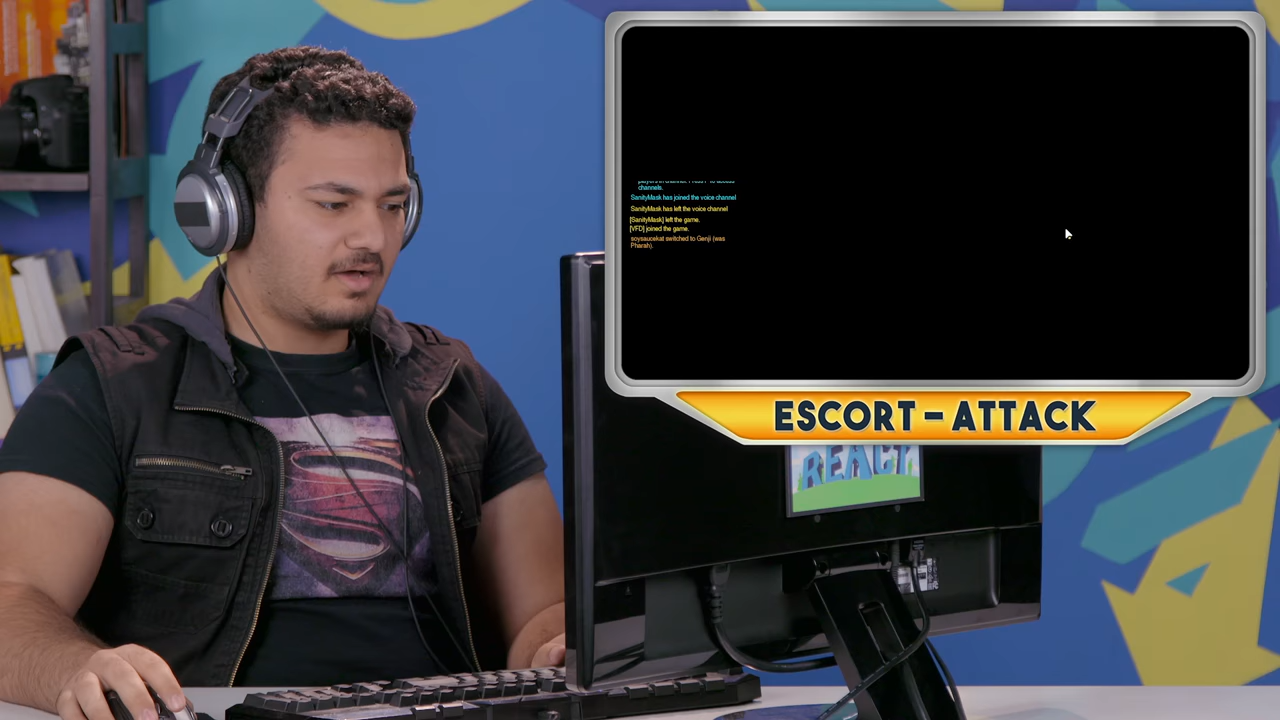 channels.
SanityMask has joined the voice channel
SanityMask has left the voice channel
[SanityMask] left the game.
[VFD] joined the game.
soysaucekat switched to Genji (was
Pharah).
ESCORT – ATTACK
REACT